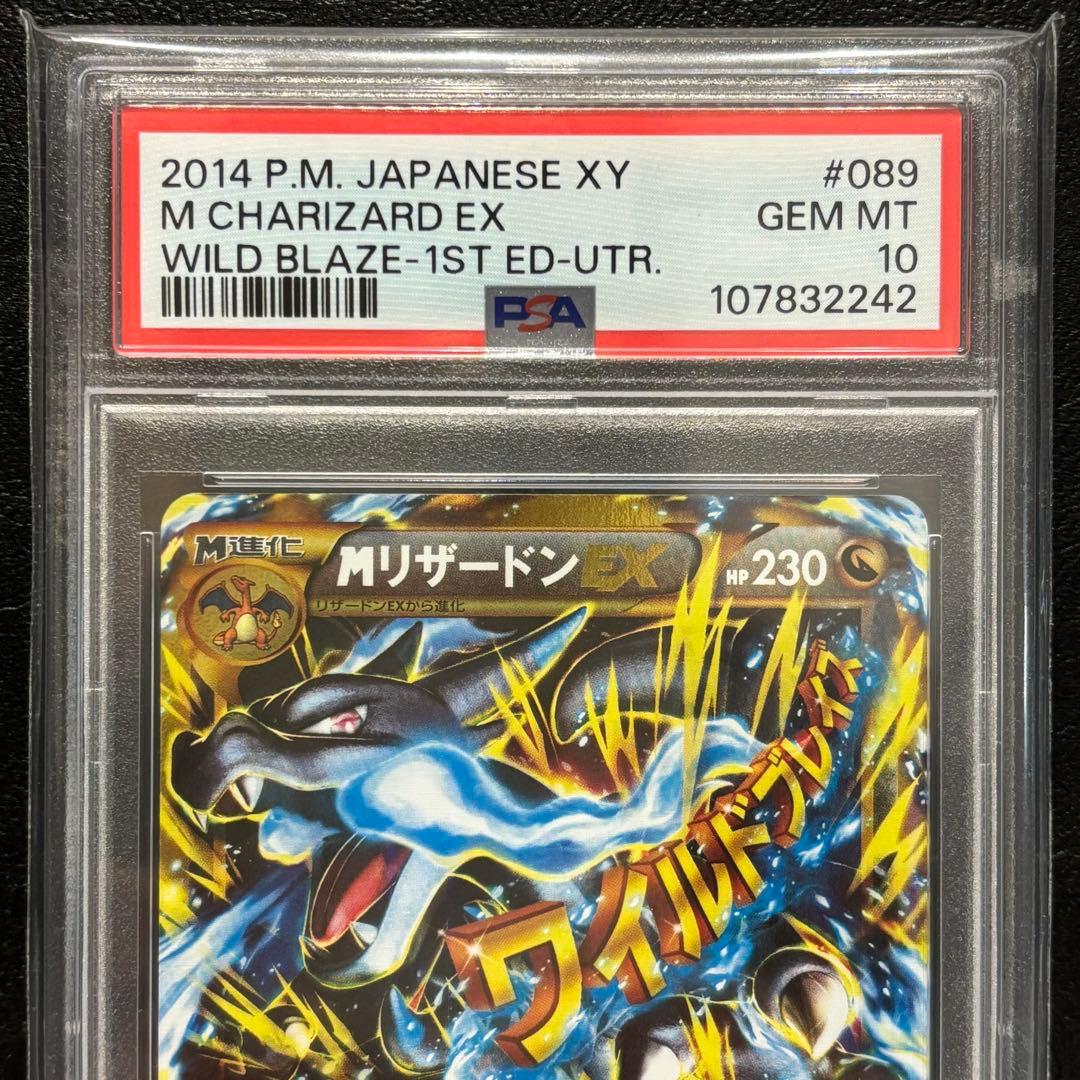 2014 P.M. JAPANESE XY #089
M CHARIZARD EX GEM MT
WILD BLAZE-1ST ED-UTR. 10
107832242
PSA
M進化
MリザードンEX
HP 230
リザードンEXから進化
ワイルドブレイズ